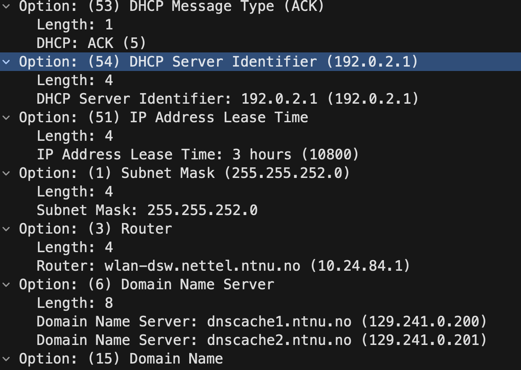 Option: (53) DHCP Message Type (ACK)
Length: 1
DHCP: ACK (5)
Option: (54) DHCP Server Identifier (192.0.2.1)
Length: 4
DHCP Server Identifier: 192.0.2.1 (192.0.2.1)
Option: (51) IP Address Lease Time
Length: 4
IP Address Lease Time: 3 hours (10800)
Option: (1) Subnet Mask (255.255.252.0)
Length: 4
Subnet Mask: 255.255.252.0
Option: (3) Router
Length: 4
Router: wlan-dsw.nettel.ntnu.no (10.24.84.1)
Option: (6) Domain Name Server
Length: 8
Domain Name Server: dnscache1.ntnu.no (129.241.0.200)
Domain Name Server: dnscache2.ntnu.no (129.241.0.201)
Option: (15) Domain Name